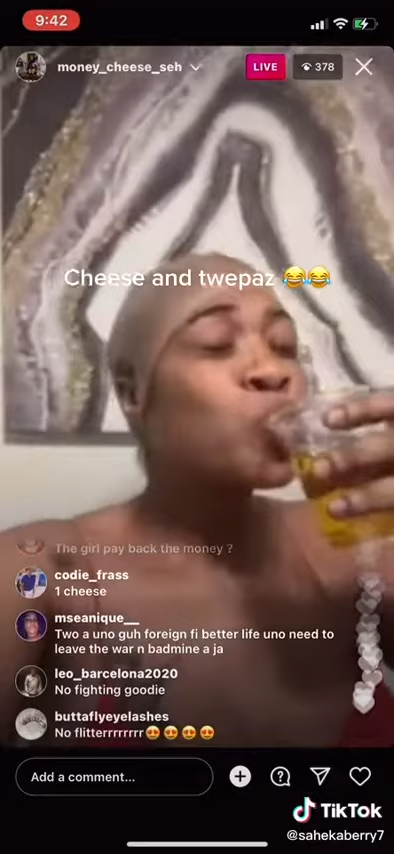 9:42
money_cheese_seh
LIVE
378
Cheese and twepaz 😂😂
The girl pay back the money ?
codie_frass
1 cheese
mseanique__
Two a uno guh foreign fi better life uno need to
leave the war n badmine a ja
leo_barcelona2020
No fighting goodie
buttaflyeyelashes
No flitterrrrrrrr😍😍😍😍
Add a comment...
TikTok
@sahekaberry7